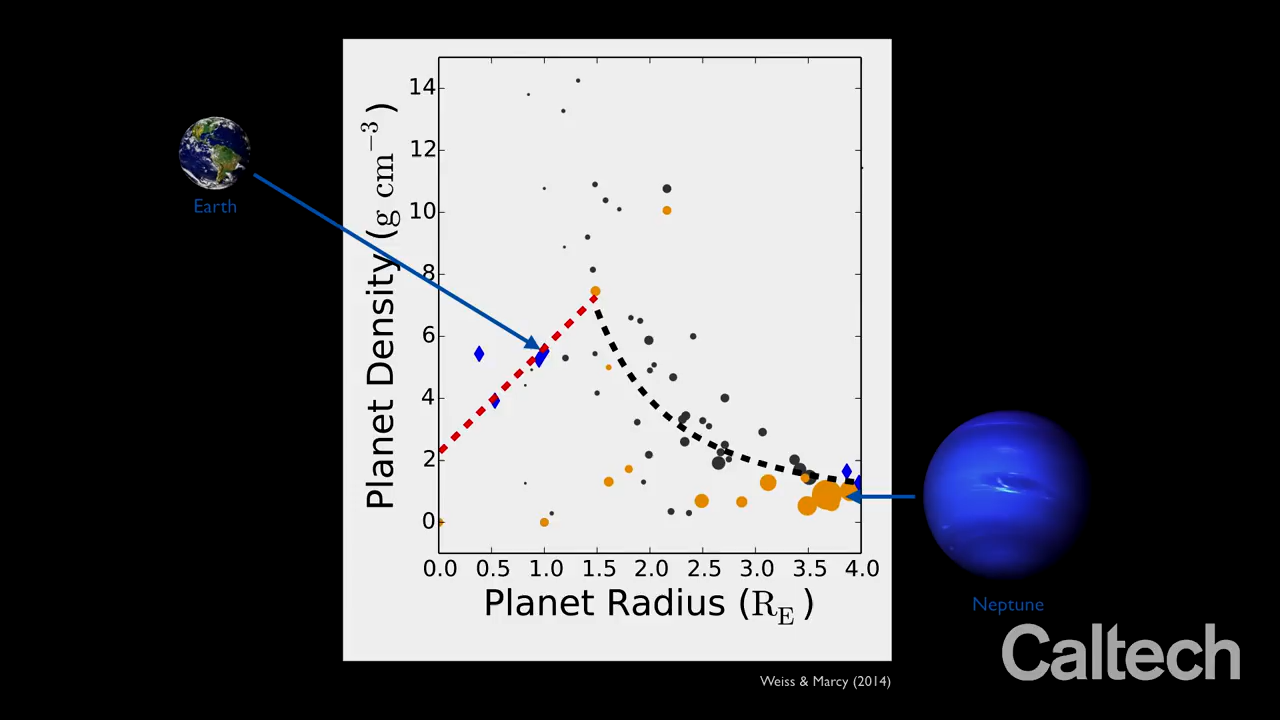 Earth
Planet Density (g cm⁻³)
14
12
10
8
6
4
2
0
0.0 0.5 1.0 1.5 2.0 2.5 3.0 3.5 4.0
Planet Radius (R_E)
Neptune
Caltech
Weiss & Marcy (2014)